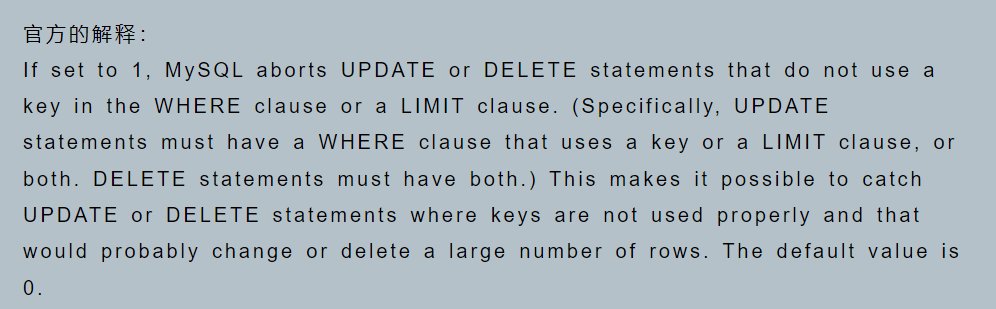 官方的解释：
If set to 1, MySQL aborts UPDATE or DELETE statements that do not use a
key in the WHERE clause or a LIMIT clause. (Specifically, UPDATE
statements must have a WHERE clause that uses a key or a LIMIT clause, or
both. DELETE statements must have both.) This makes it possible to catch
UPDATE or DELETE statements where keys are not used properly and that
would probably change or delete a large number of rows. The default value is
0.